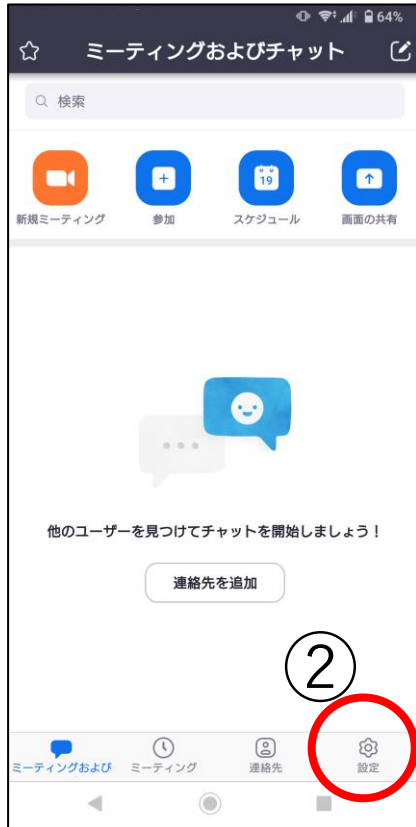 64%
ミーティングおよびチャット
検索
19
新規ミーティング 参加 スケジュール 画面の共有
他のユーザーを見つけてチャットを開始しましょう！
連絡先を追加
②
ミーティングおよび ミーティング 連絡先 設定